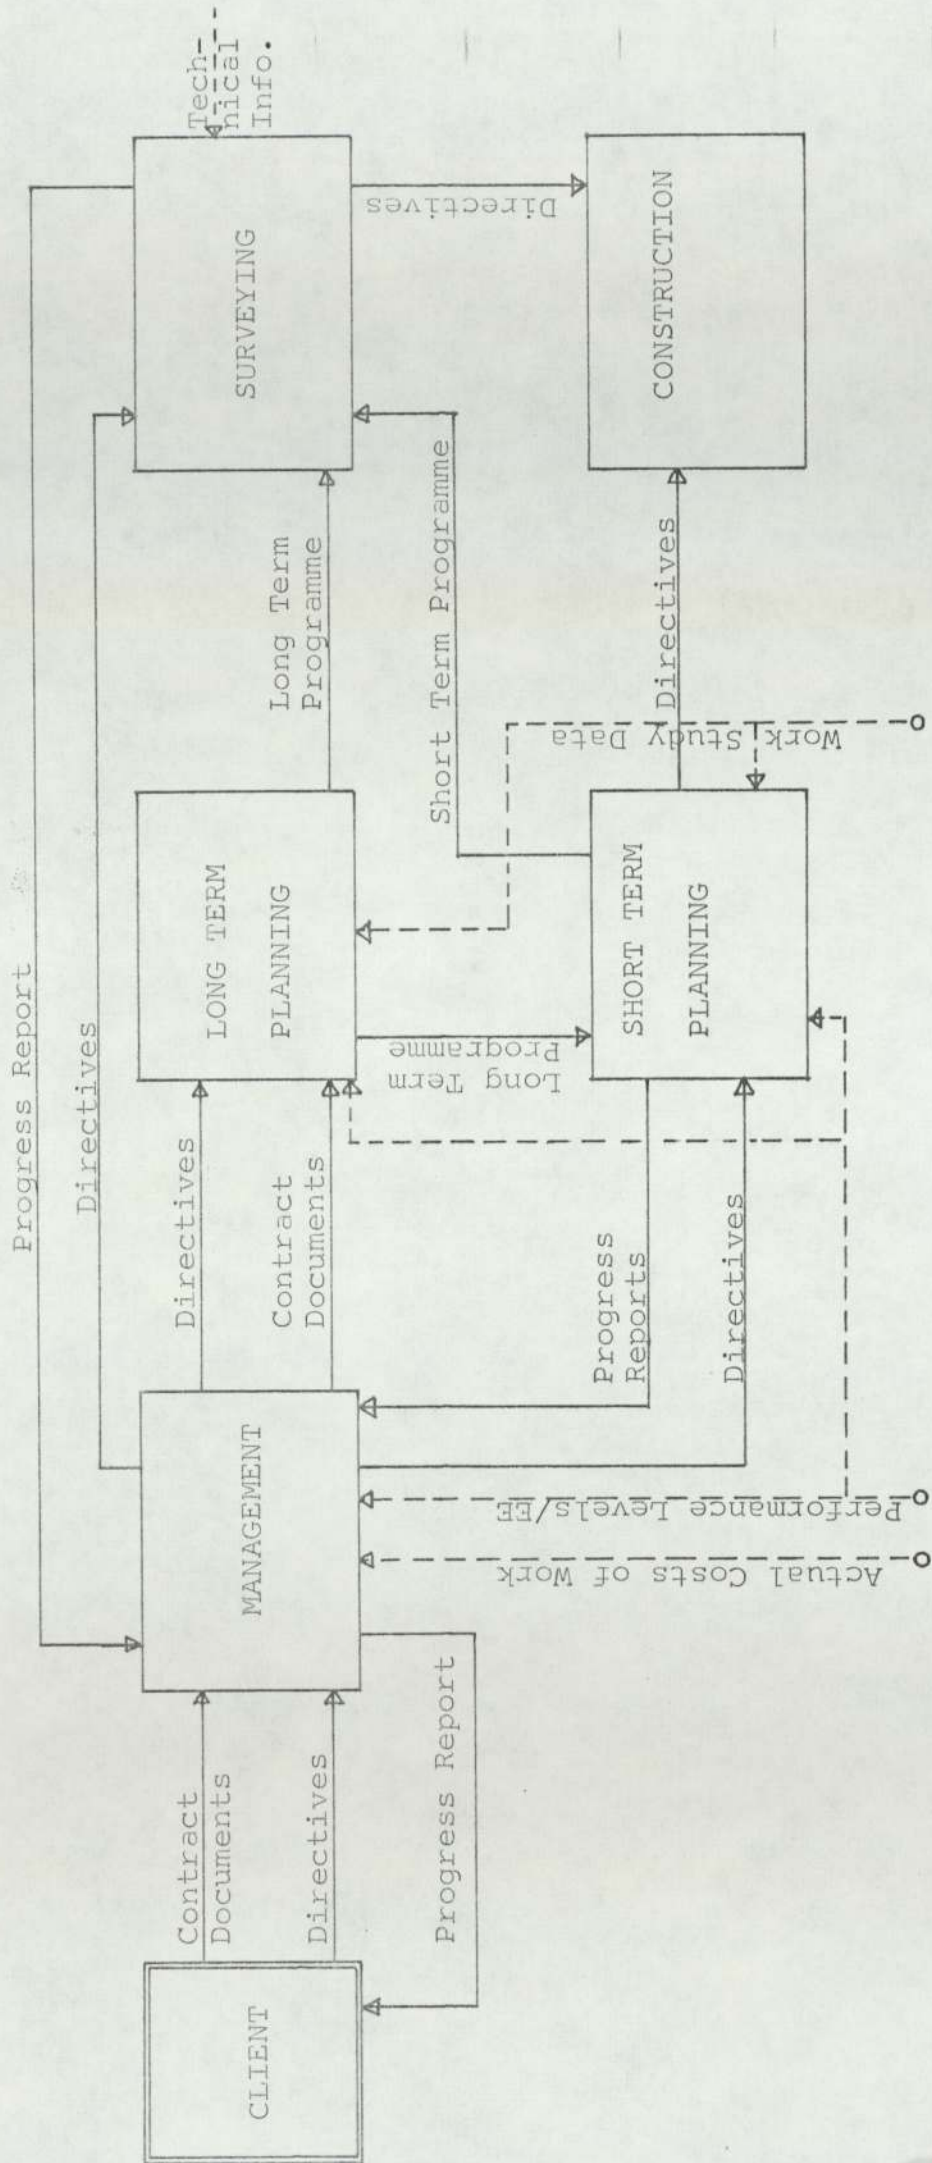 Progress Report
Directives
Contract
Documents
Directives
CLIENT
Progress Report
MANAGEMENT
Directives
Contract
Documents
Actual Costs of Work
Performance Levels/EE
Progress
Reports
Directives
LONG TERM
PLANNING
Long Term
Programme
SHORT TERM
PLANNING
Long Term
Programme
Short Term Programme
Work Study Data
Directives
SURVEYING
Tech-
nical
Info.
Directives
CONSTRUCTION